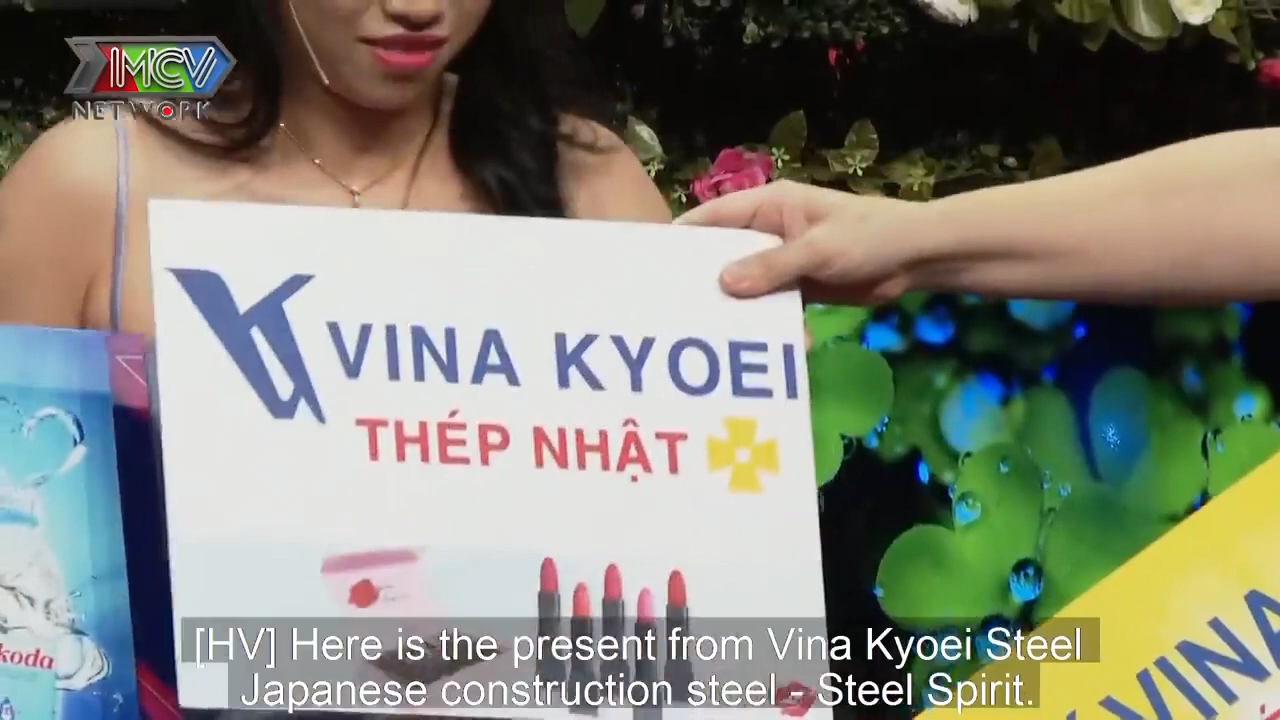 MCV
NETWORK
VINA KYOEI
THÉP NHẬT
koda
[HV] Here is the present from Vina Kyoei Steel
Japanese construction steel - Steel Spirit.
VINA